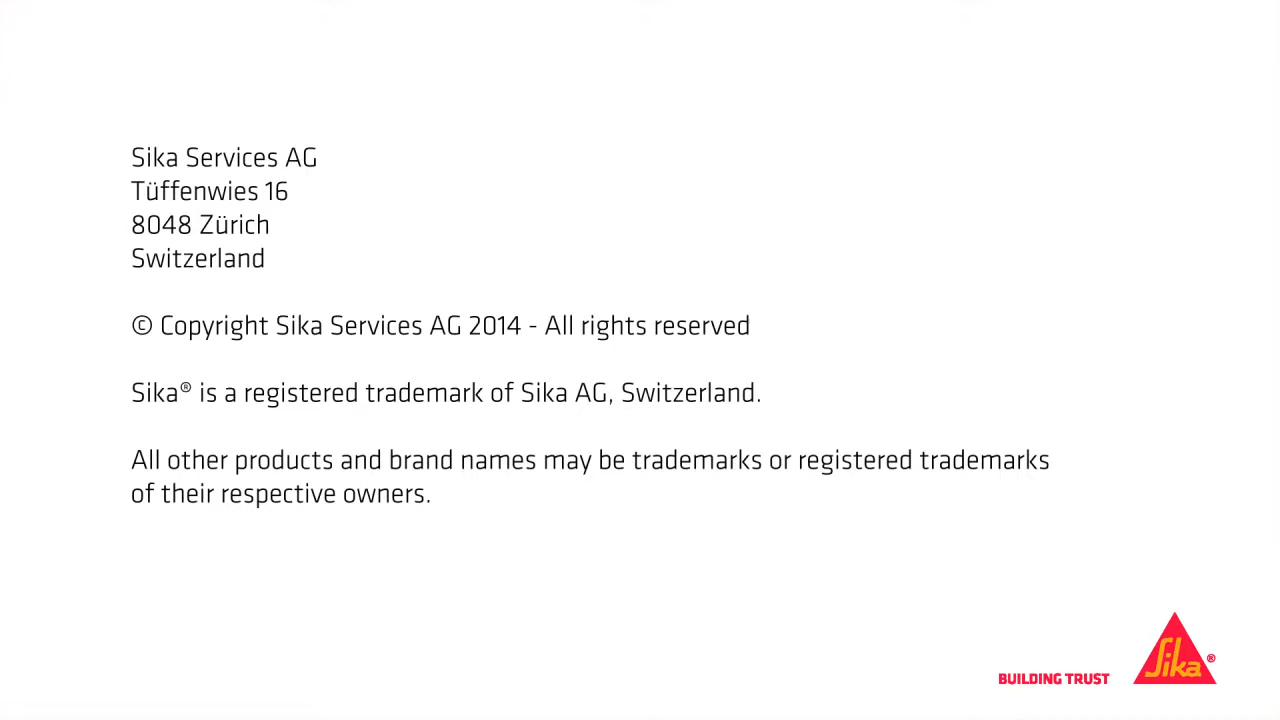 Sika Services AG
Tüffenwies 16
8048 Zürich
Switzerland
© Copyright Sika Services AG 2014 - All rights reserved
Sika® is a registered trademark of Sika AG, Switzerland.
All other products and brand names may be trademarks or registered trademarks
of their respective owners.
BUILDING TRUST
Sika®